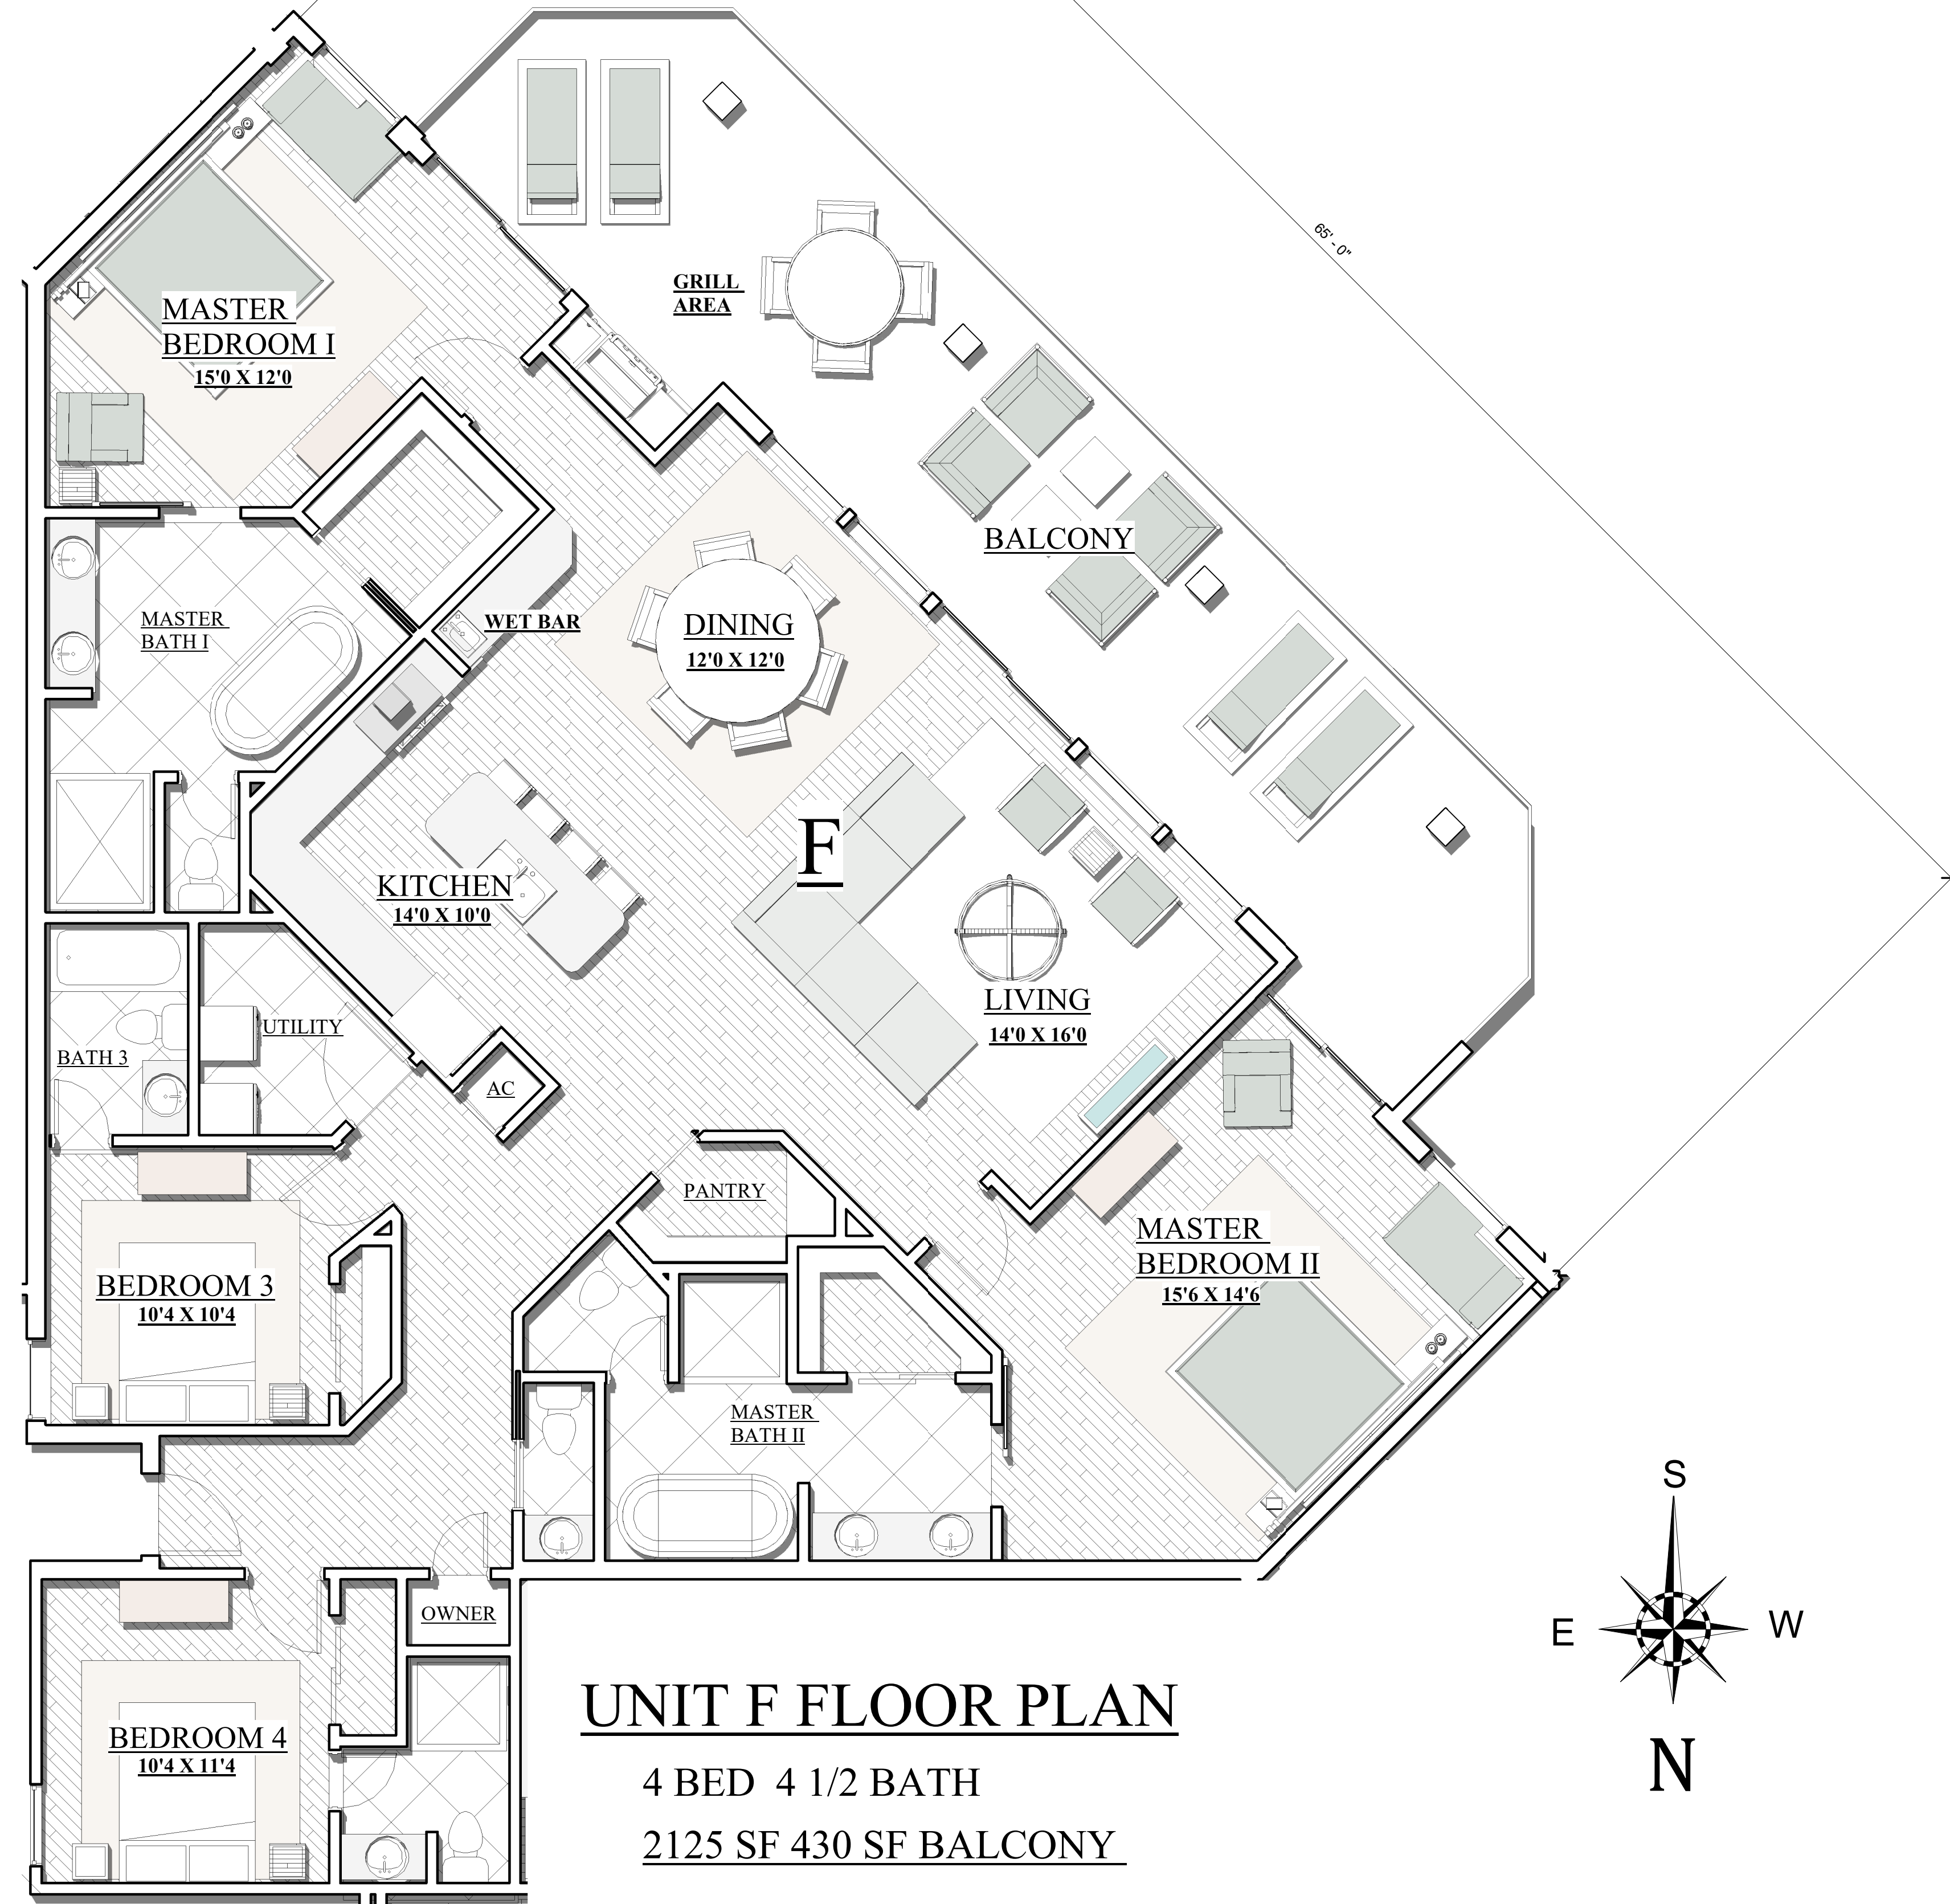 65' - 0"
GRILL
AREA
MASTER
BEDROOM I
15'0 X 12'0
BALCONY
MASTER
BATH I
WET BAR
DINING
12'0 X 12'0
F
KITCHEN
14'0 X 10'0
LIVING
14'0 X 16'0
UTILITY
BATH 3
AC
PANTRY
MASTER
BEDROOM II
15'6 X 14'6
BEDROOM 3
10'4 X 10'4
MASTER
BATH II
S
E
W
N
OWNER
BEDROOM 4
10'4 X 11'4
UNIT F FLOOR PLAN
4 BED 4 1/2 BATH
2125 SF 430 SF BALCONY